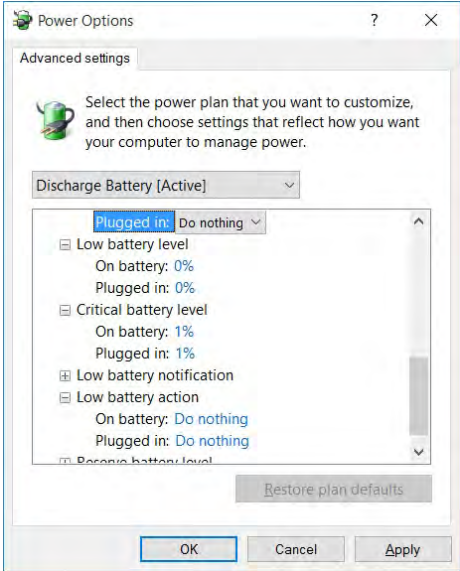 Power Options
?
Advanced settings
Select the power plan that you want to customize,
and then choose settings that reflect how you want
your computer to manage power.
Discharge Battery [Active]
Plugged in: Do nothing
Low battery level
On battery: 0%
Plugged in: 0%
Critical battery level
On battery: 1%
Plugged in: 1%
Low battery notification
Low battery action
On battery: Do nothing
Plugged in: Do nothing
Reserve battery level
Restore plan defaults
OK Cancel Apply